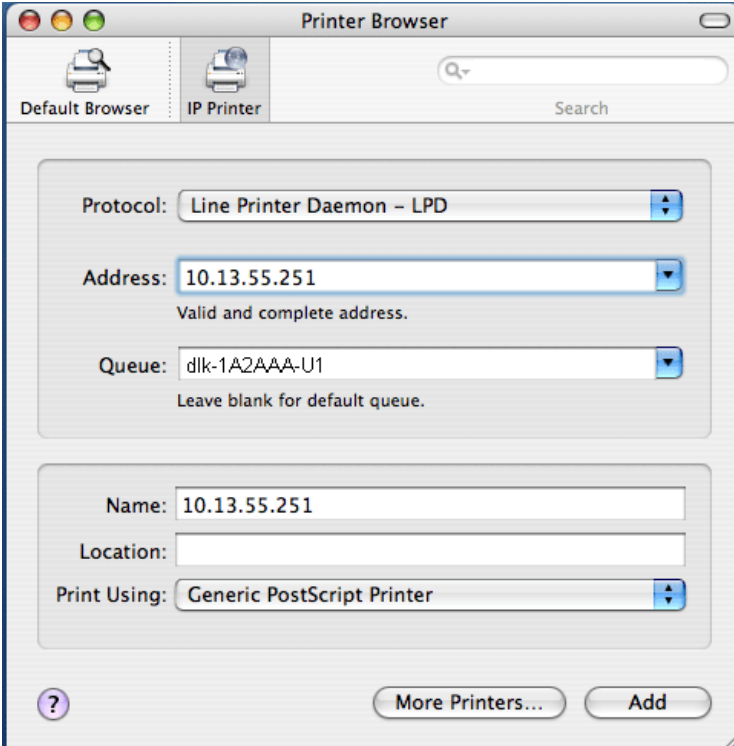 Printer Browser
Default Browser
IP Printer
Search
Protocol: Line Printer Daemon – LPD
Address: 10.13.55.251
Valid and complete address.
Queue: dlk-1A2AAA-U1
Leave blank for default queue.
Name: 10.13.55.251
Location:
Print Using: Generic PostScript Printer
? More Printers... Add